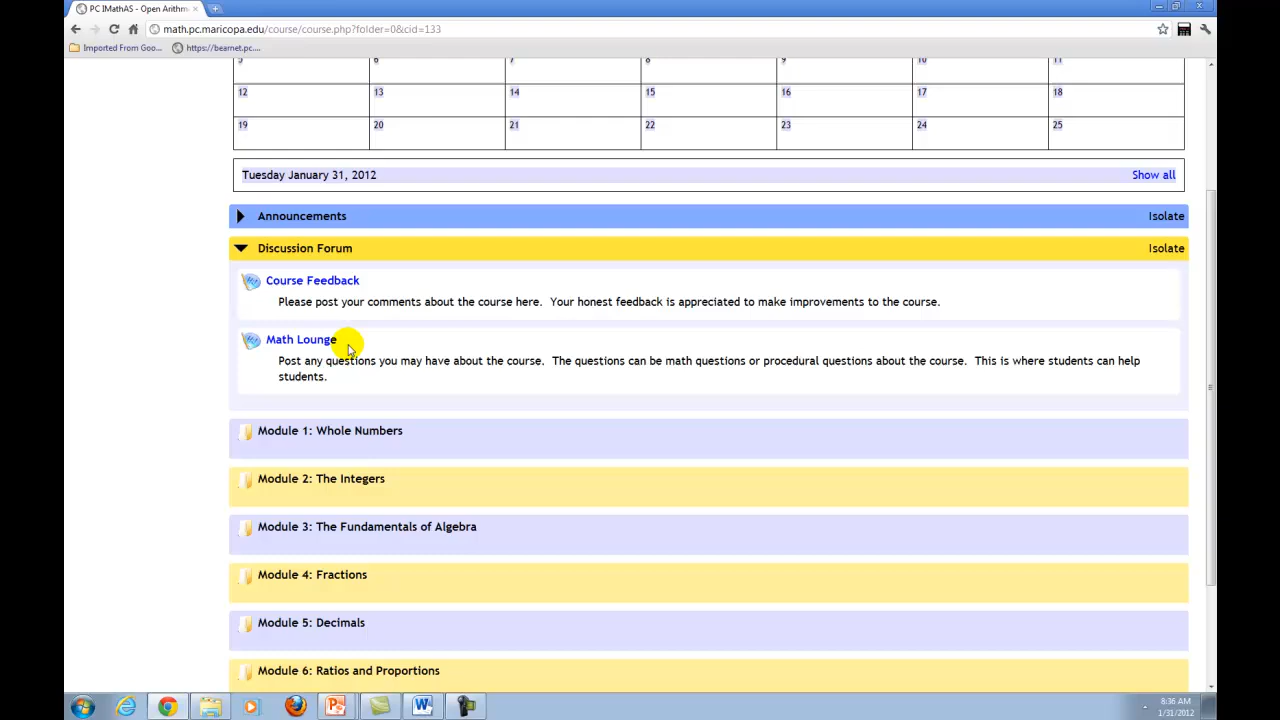 PC IMathAS - Open Arithm
math.pc.maricopa.edu/course/course.php?folder=0&cid=133
Imported From Goo... https://bearnet.pc....
5 6 7 8 9 10 11
12 13 14 15 16 17 18
19 20 21 22 23 24 25
Tuesday January 31, 2012 Show all
Announcements Isolate
Discussion Forum Isolate
Course Feedback
Please post your comments about the course here. Your honest feedback is appreciated to make improvements to the course.
Math Lounge
Post any questions you may have about the course. The questions can be math questions or procedural questions about the course. This is where students can help
students.
Module 1: Whole Numbers
Module 2: The Integers
Module 3: The Fundamentals of Algebra
Module 4: Fractions
Module 5: Decimals
Module 6: Ratios and Proportions
8:36 AM
1/31/2012